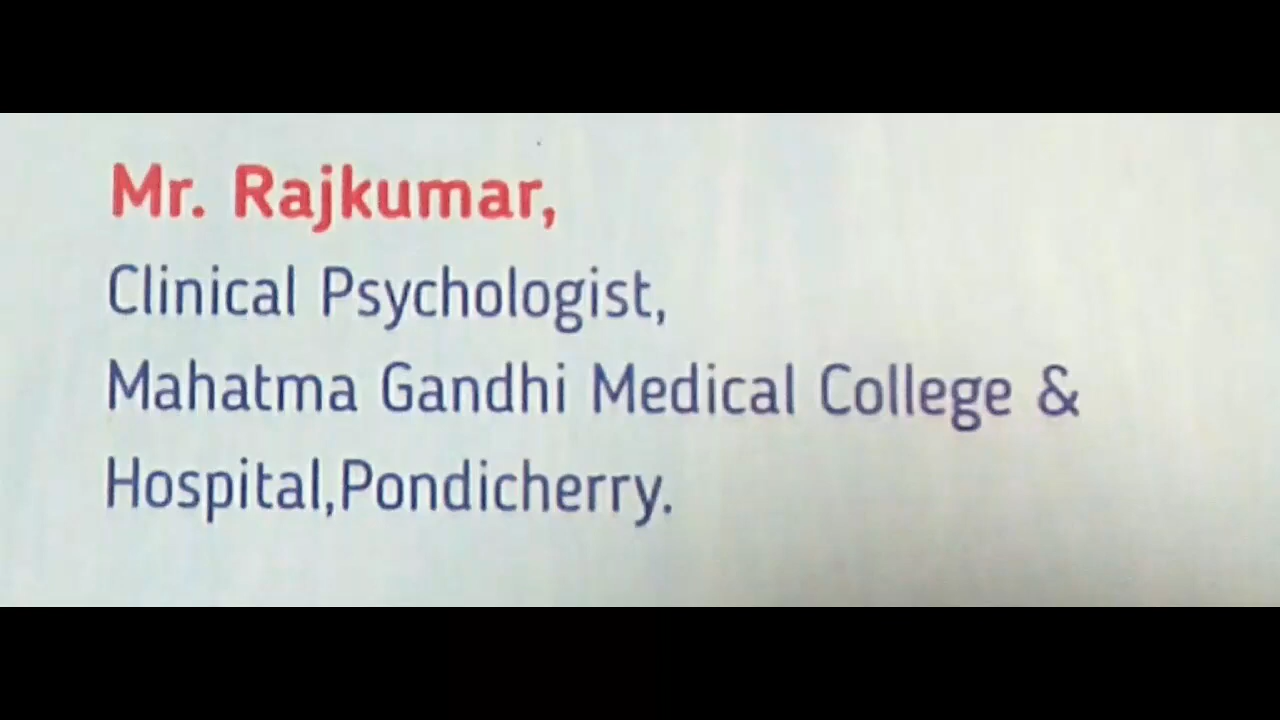 Mr. Rajkumar,
Clinical Psychologist,
Mahatma Gandhi Medical College &
Hospital,Pondicherry.